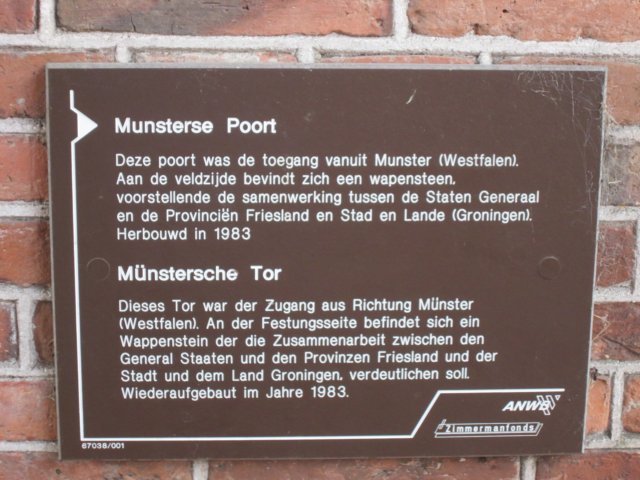 Munsterse Poort
Deze poort was de toegang vanuit Munster (Westfalen).
Aan de veldzijde bevindt zich een wapensteen,
voorstellende de samenwerking tussen de Staten Generaal
en de Provinciën Friesland en Stad en Lande (Groningen).
Herbouwd in 1983
Münstersche Tor
Dieses Tor war der Zugang aus Richtung Münster
(Westfalen). An der Festungsseite befindet sich ein
Wappenstein der die Zusammenarbeit zwischen den
General Staaten und den Provinzen Friesland und der
Stadt und dem Land Groningen, verdeutlichen soll.
Wiederaufgebaut im Jahre 1983.
ANWB
Zimmermanfonds
67038/001